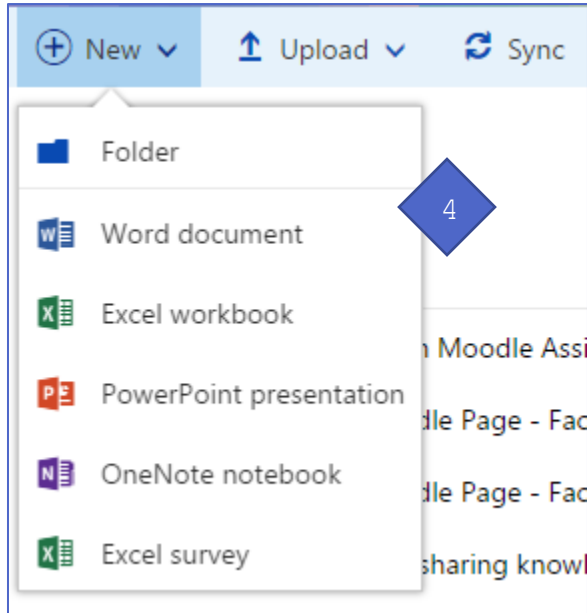 New Upload Sync
Folder
4
Word document
Excel workbook
Moodle Assi
PowerPoint presentation
dle Page - Fac
OneNote notebook
dle Page - Fac
Excel survey
sharing knowl